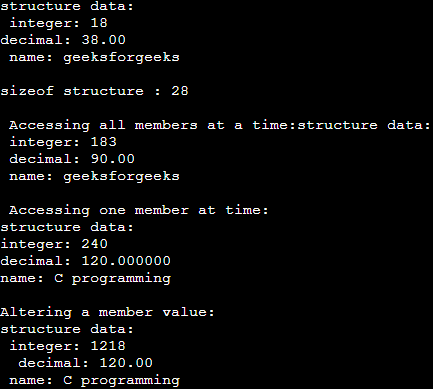 structure data:
 integer: 18
decimal: 38.00
 name: geeksforgeeks

sizeof structure : 28

 Accessing all members at a time:structure data:
 integer: 183
 decimal: 90.00
 name: geeksforgeeks

 Accessing one member at time:
structure data:
integer: 240
decimal: 120.000000
name: C programming

Altering a member value:
structure data:
 integer: 1218
  decimal: 120.00
 name: C programming